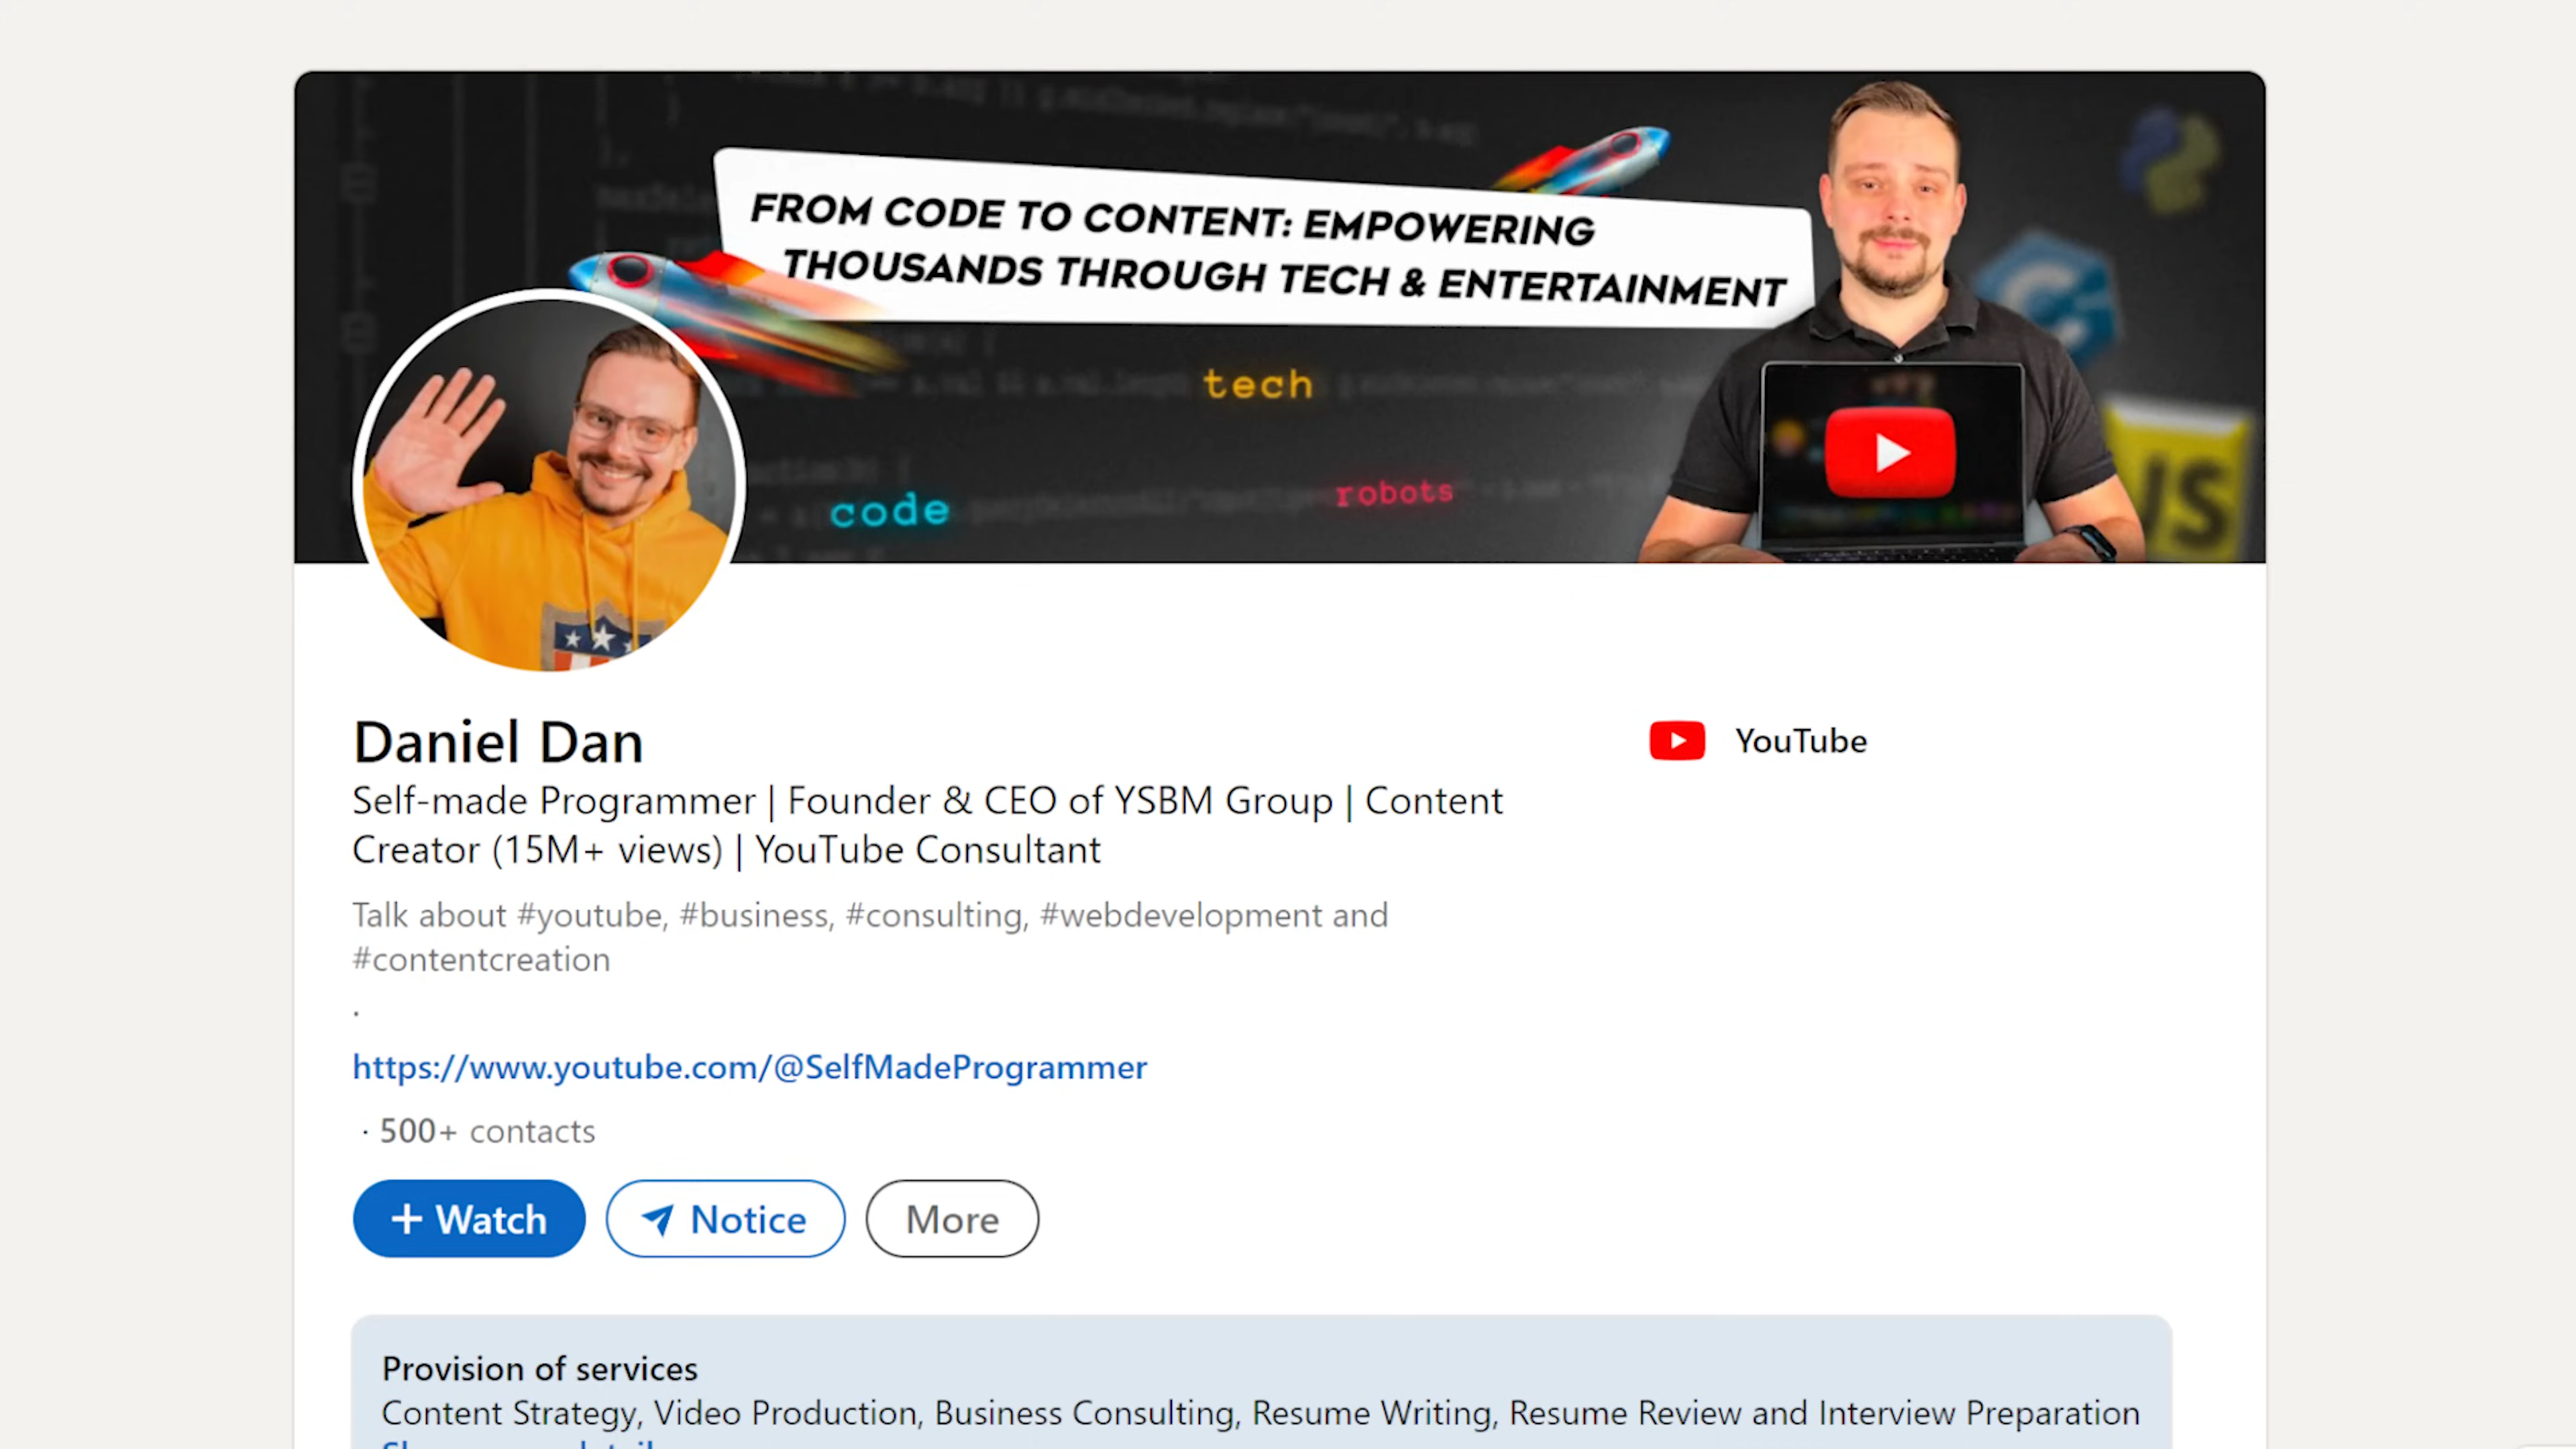 FROM CODE TO CONTENT: EMPOWERING
THOUSANDS THROUGH TECH & ENTERTAINMENT
tech
code
robots
JS
Daniel Dan
YouTube
Self-made Programmer | Founder & CEO of YSBM Group | Content
Creator (15M+ views) | YouTube Consultant
Talk about #youtube, #business, #consulting, #webdevelopment and
#contentcreation
·
https://www.youtube.com/@SelfMadeProgrammer
· 500+ contacts
+ Watch
Notice
More
Provision of services
Content Strategy, Video Production, Business Consulting, Resume Writing, Resume Review and Interview Preparation